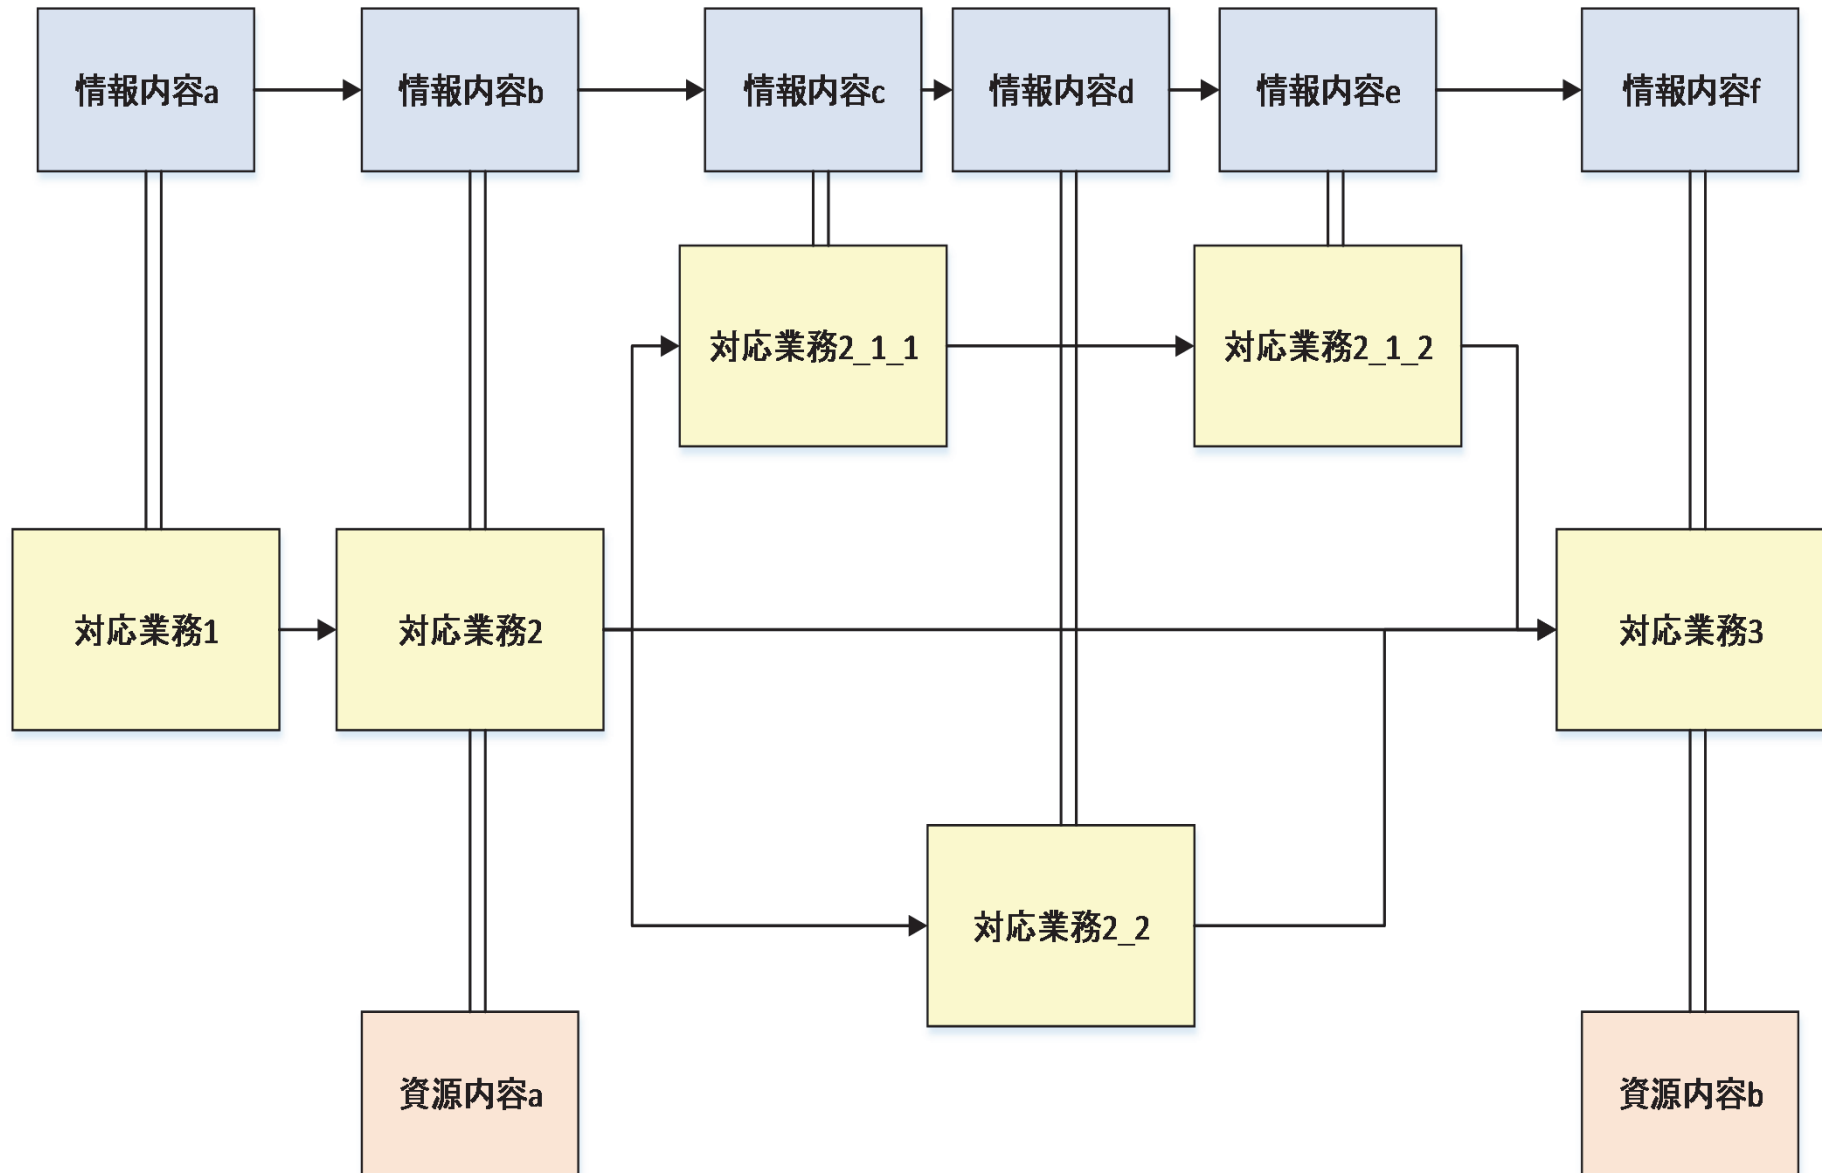 情報内容a
情報内容b
情報内容c
情報内容d
情報内容e
情報内容f
対応業務2_1_1
対応業務2_1_2
対応業務1
対応業務2
対応業務3
対応業務2_2
資源内容a
資源内容b